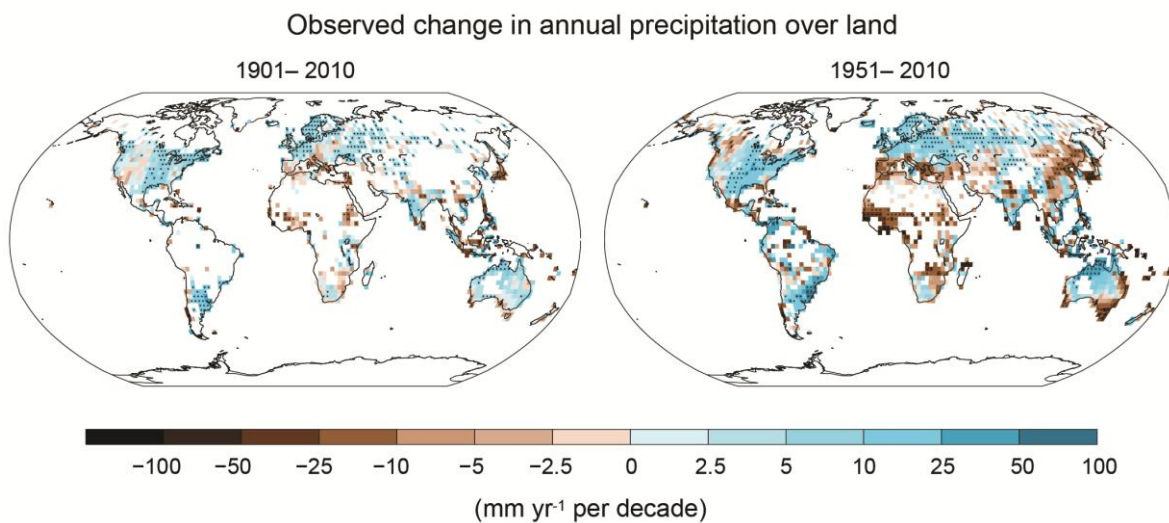 Observed change in annual precipitation over land
1901– 2010
1951– 2010
−100 −50 −25 −10 −5 −2.5 0 2.5 5 10 25 50 100
(mm yr⁻¹ per decade)